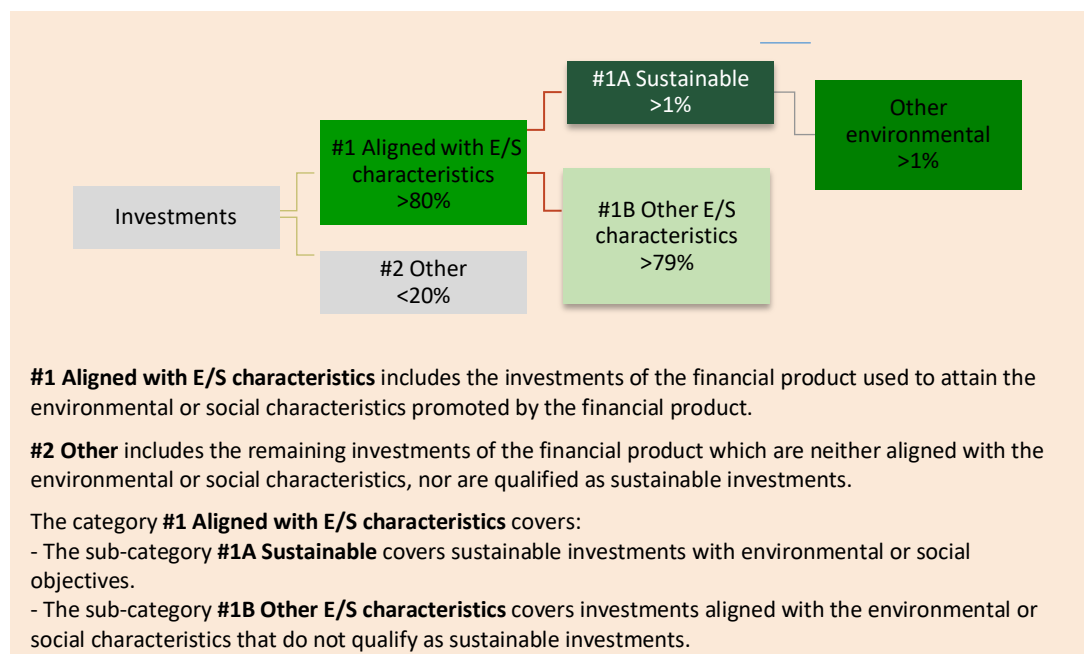 #1A Sustainable
>1%
Other
environmental
>1%
#1 Aligned with E/S
characteristics
>80%
Investments
#1B Other E/S
characteristics
>79%
#2 Other
<20%
#1 Aligned with E/S characteristics includes the investments of the financial product used to attain the
environmental or social characteristics promoted by the financial product.
#2 Other includes the remaining investments of the financial product which are neither aligned with the
environmental or social characteristics, nor are qualified as sustainable investments.
The category #1 Aligned with E/S characteristics covers:
- The sub-category #1A Sustainable covers sustainable investments with environmental or social
objectives.
- The sub-category #1B Other E/S characteristics covers investments aligned with the environmental or
social characteristics that do not qualify as sustainable investments.